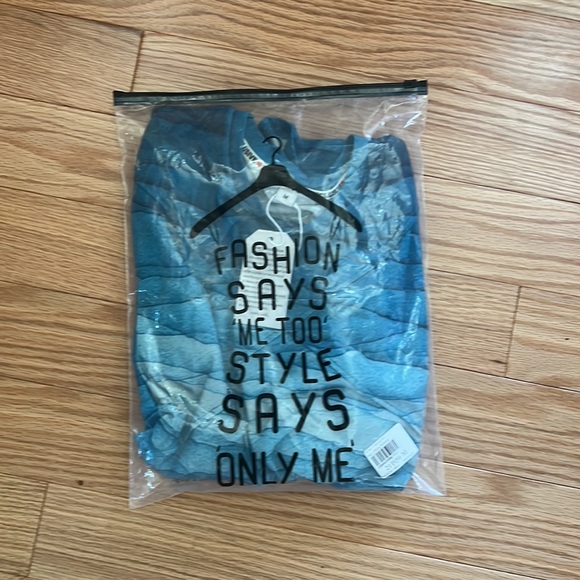 FASHION
SAYS
'ME TOO'
STYLE
SAYS
'ONLY ME'